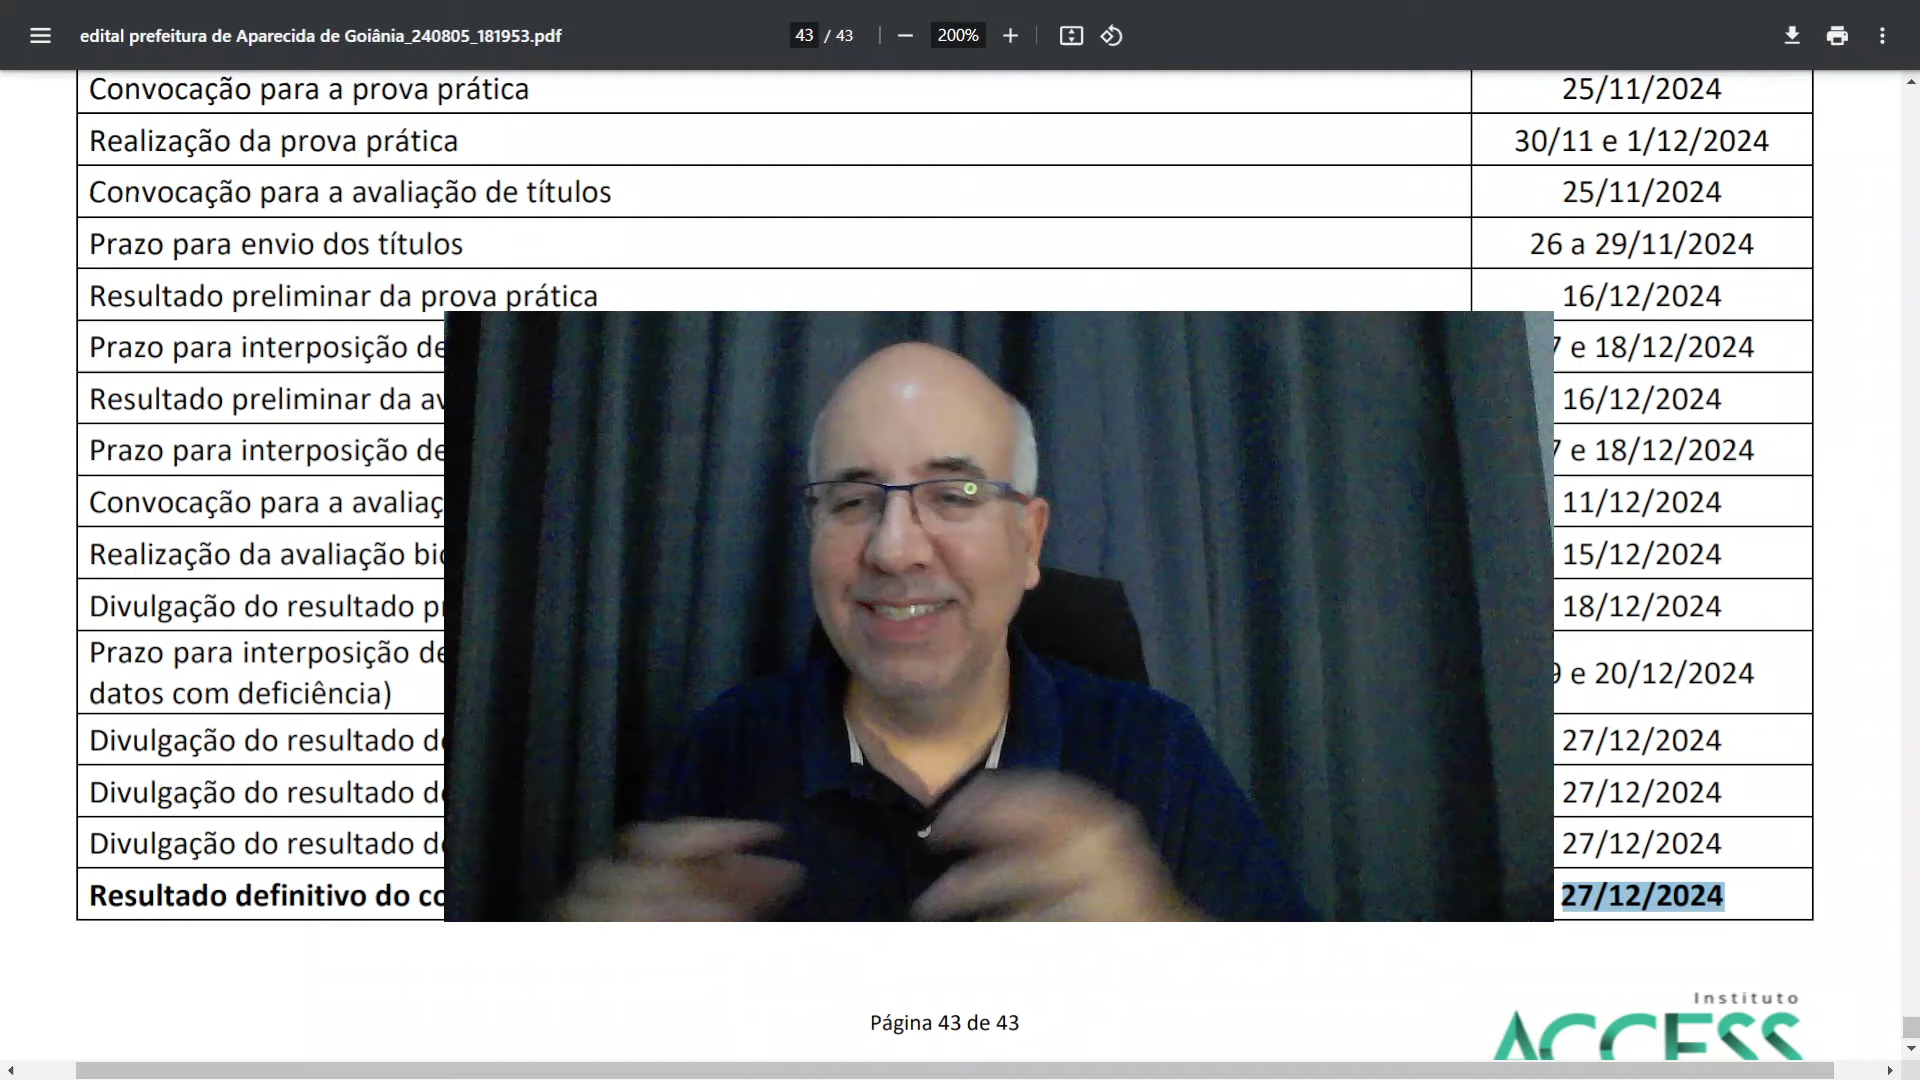 edital prefeitura de Aparecida de Goiânia_240805_181953.pdf
43 / 43
200%
Convocação para a prova prática 25/11/2024
Realização da prova prática 30/11 e 1/12/2024
Convocação para a avaliação de títulos 25/11/2024
Prazo para envio dos títulos 26 a 29/11/2024
Resultado preliminar da prova prática 16/12/2024
Prazo para interposição de e 18/12/2024
Resultado preliminar da 16/12/2024
Prazo para interposição de e 18/12/2024
Convocação para a 11/12/2024
Realização da avaliação 15/12/2024
Divulgação do resultado 18/12/2024
Prazo para interposição de
datos com deficiência) e 20/12/2024
Divulgação do resultado 27/12/2024
Divulgação do resultado 27/12/2024
Divulgação do resultado 27/12/2024
Resultado definitivo do 27/12/2024
Página 43 de 43
Instituto
ACCESS